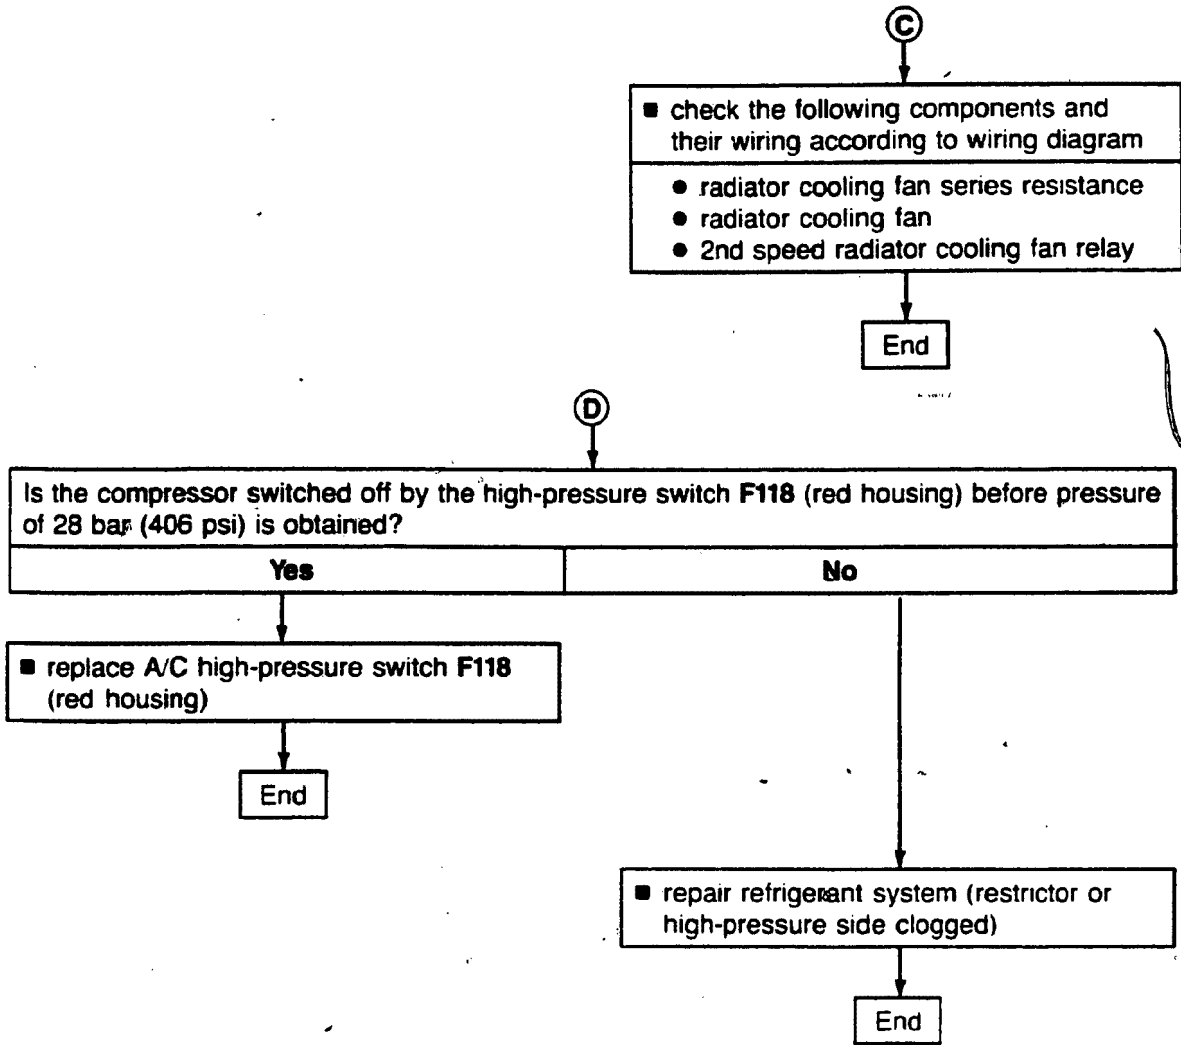 C
■ check the following components and
their wiring according to wiring diagram
● radiator cooling fan series resistance
● radiator cooling fan
● 2nd speed radiator cooling fan relay
End
D
Is the compressor switched off by the high-pressure switch F118 (red housing) before pressure
of 28 bar (406 psi) is obtained?
Yes
No
■ replace A/C high-pressure switch F118
(red housing)
End
■ repair refrigerant system (restrictor or
high-pressure side clogged)
End